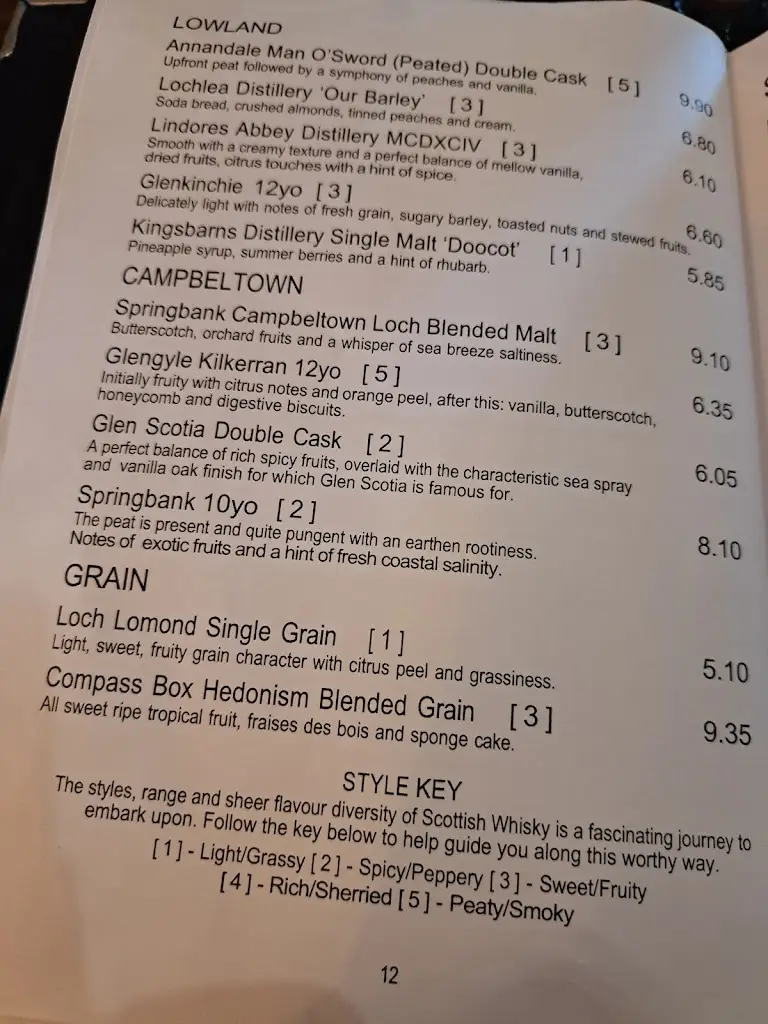 LOWLAND
Annandale Man O'Sword (Peated) Double Cask [ 5 ] 9.90
Upfront peat followed by a symphony of peaches and vanilla.
Lochlea Distillery 'Our Barley' [ 3 ] 6.80
Soda bread, crushed almonds, tinned peaches and cream.
Lindores Abbey Distillery MCDXCIV [ 3 ] 6.10
Smooth with a creamy texture and a perfect balance of mellow vanilla,
dried fruits, citrus touches with a hint of spice.
Glenkinchie 12yo [ 3 ] 6.60
Delicately light with notes of fresh grain, sugary barley, toasted nuts and stewed fruits.
Kingsbarns Distillery Single Malt 'Doocot' [ 1 ] 5.85
Pineapple syrup, summer berries and a hint of rhubarb.
CAMPBELTOWN
Springbank Campbeltown Loch Blended Malt [ 3 ] 9.10
Butterscotch, orchard fruits and a whisper of sea breeze saltiness.
Glengyle Kilkerran 12yo [ 5 ] 6.35
Initially fruity with citrus notes and orange peel, after this: vanilla, butterscotch,
honeycomb and digestive biscuits.
Glen Scotia Double Cask [ 2 ] 6.05
A perfect balance of rich spicy fruits, overlaid with the characteristic sea spray
and vanilla oak finish for which Glen Scotia is famous for.
Springbank 10yo [ 2 ] 8.10
The peat is present and quite pungent with an earthen rootiness.
Notes of exotic fruits and a hint of fresh coastal salinity.
GRAIN
Loch Lomond Single Grain [ 1 ] 5.10
Light, sweet, fruity grain character with citrus peel and grassiness.
Compass Box Hedonism Blended Grain [ 3 ] 9.35
All sweet ripe tropical fruit, fraises des bois and sponge cake.
STYLE KEY
The styles, range and sheer flavour diversity of Scottish Whisky is a fascinating journey to
embark upon. Follow the key below to help guide you along this worthy way.
[ 1 ] - Light/Grassy [ 2 ] - Spicy/Peppery [ 3 ] - Sweet/Fruity
[ 4 ] - Rich/Sherried [ 5 ] - Peaty/Smoky
12